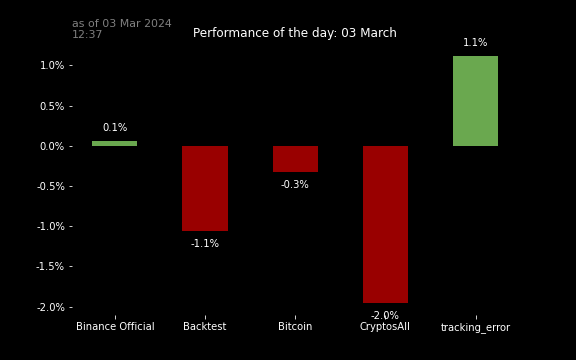 as of 03 Mar 2024
12:37
Performance of the day: 03 March
1.1%
1.0%
0.5%
0.1%
0.0%
-0.3%
-0.5%
-1.0%
-1.1%
-1.5%
-2.0%
-2.0%
Binance Official
Backtest
Bitcoin
CryptosAll
tracking_error